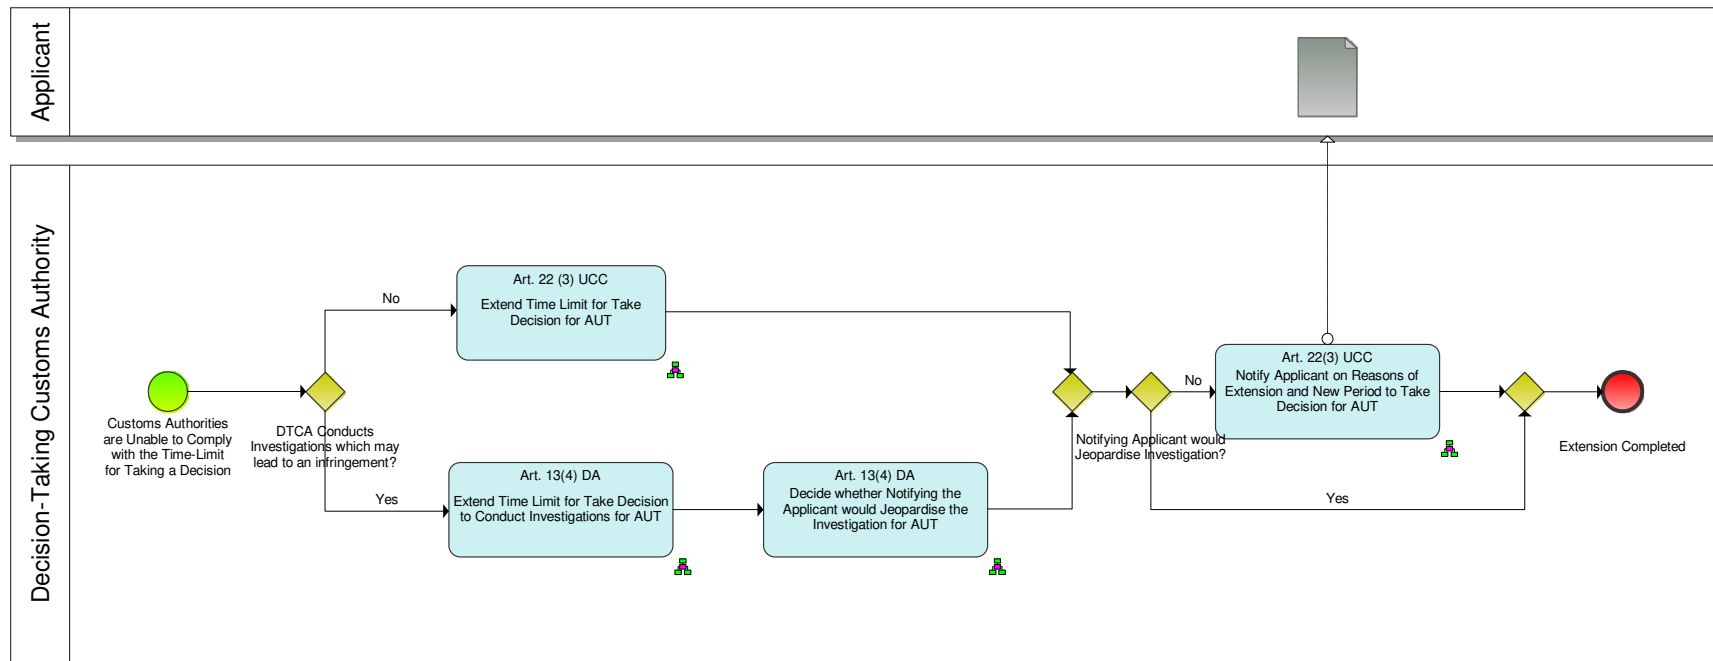 Applicant
Decision-Taking Customs Authority
Customs Authorities
are Unable to Comply
with the Time-Limit
for Taking a Decision
DTCA Conducts
Investigations which may
lead to an infringement?
No
Art. 22 (3) UCC
Extend Time Limit for Take
Decision for AUT
Yes
Art. 13(4) DA
Extend Time Limit for Take Decision
to Conduct Investigations for AUT
Art. 13(4) DA
Decide whether Notifying the
Applicant would Jeopardise the
Investigation for AUT
Notifying Applicant would
Jeopardise Investigation?
No
Art. 22(3) UCC
Notify Applicant on Reasons of
Extension and New Period to Take
Decision for AUT
Yes
Extension Completed